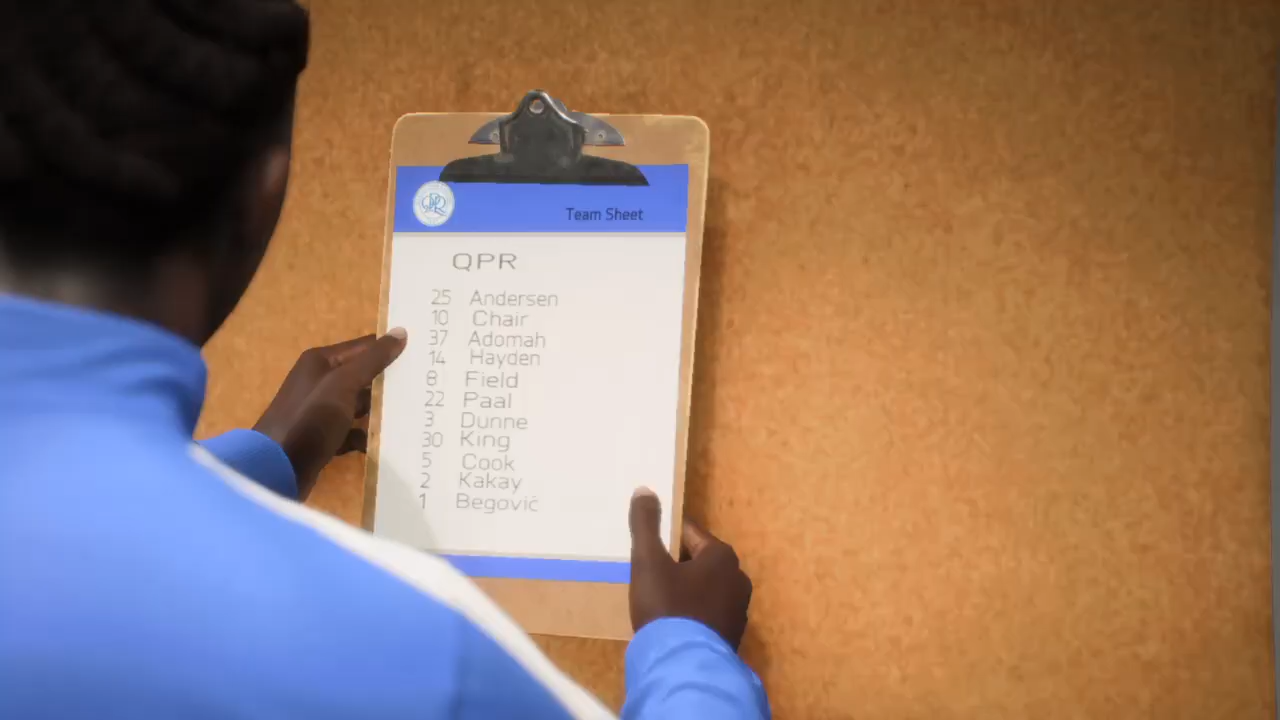 Team Sheet
QPR
25 Andersen
10 Chair
37 Adomah
14 Hayden
8 Field
22 Paal
3 Dunne
30 King
5 Cook
2 Kakay
1 Begović